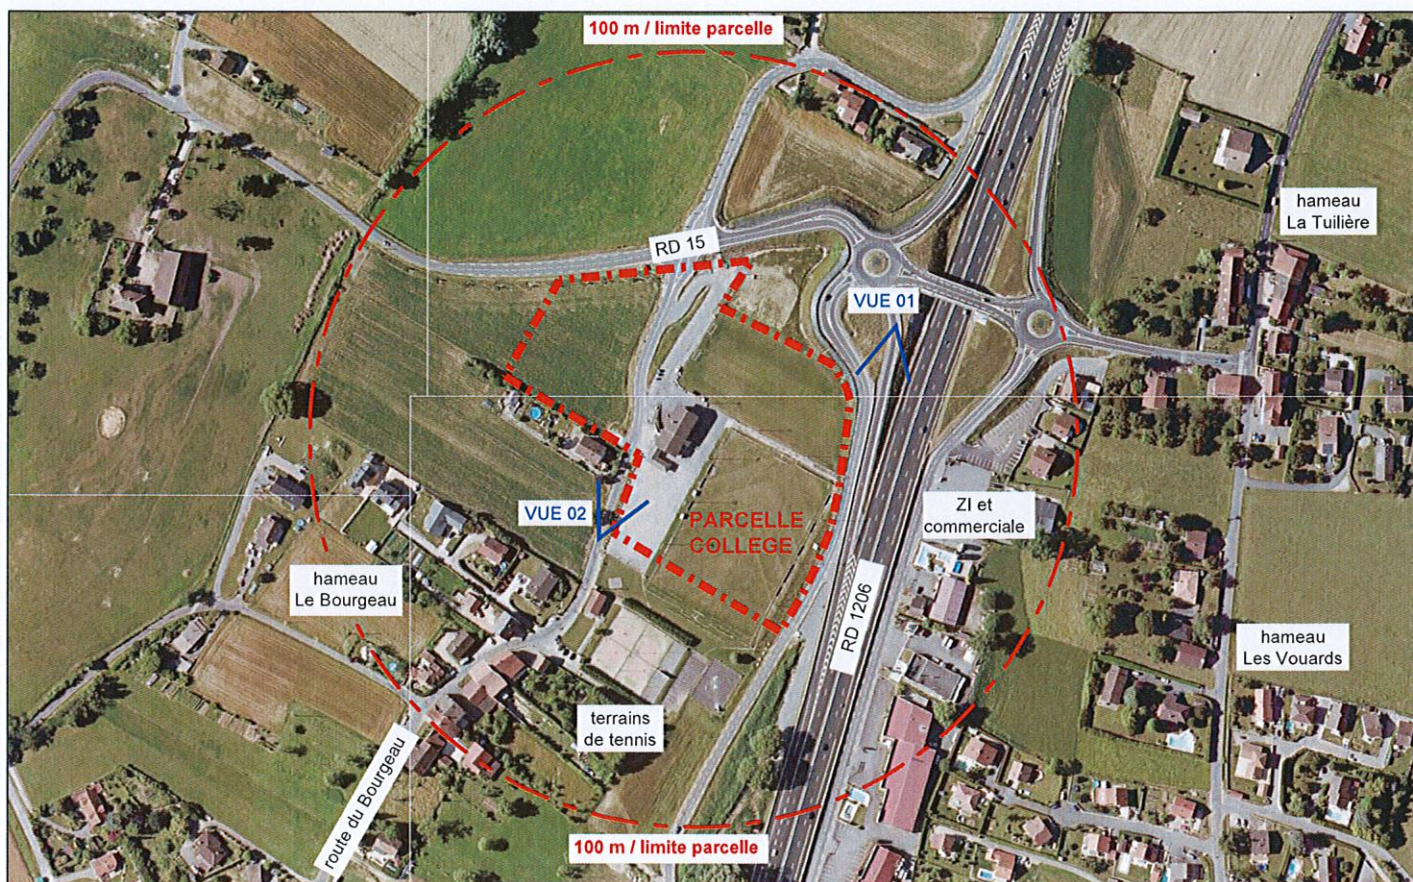 100 m / limite parcelle
hameau
La Tuilière
RD 15
VUE 01
VUE 02
PARCELLE
COLLEGE
ZI et
commerciale
hameau
Le Bourgeau
RD 1206
hameau
Les Vouards
terrains
de tennis
route du Bourgeau
100 m / limite parcelle